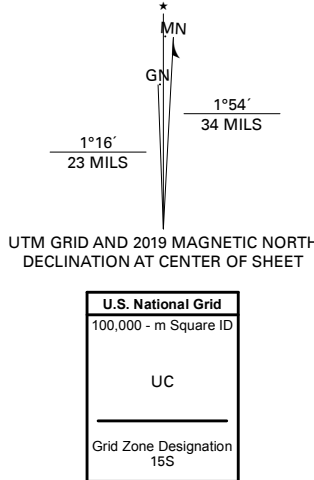 MN
GN
1°54´
34 MILS
1°16´
23 MILS
UTM GRID AND 2019 MAGNETIC NORTH
DECLINATION AT CENTER OF SHEET
U.S. National Grid
100,000 - m Square ID
UC
Grid Zone Designation
15S